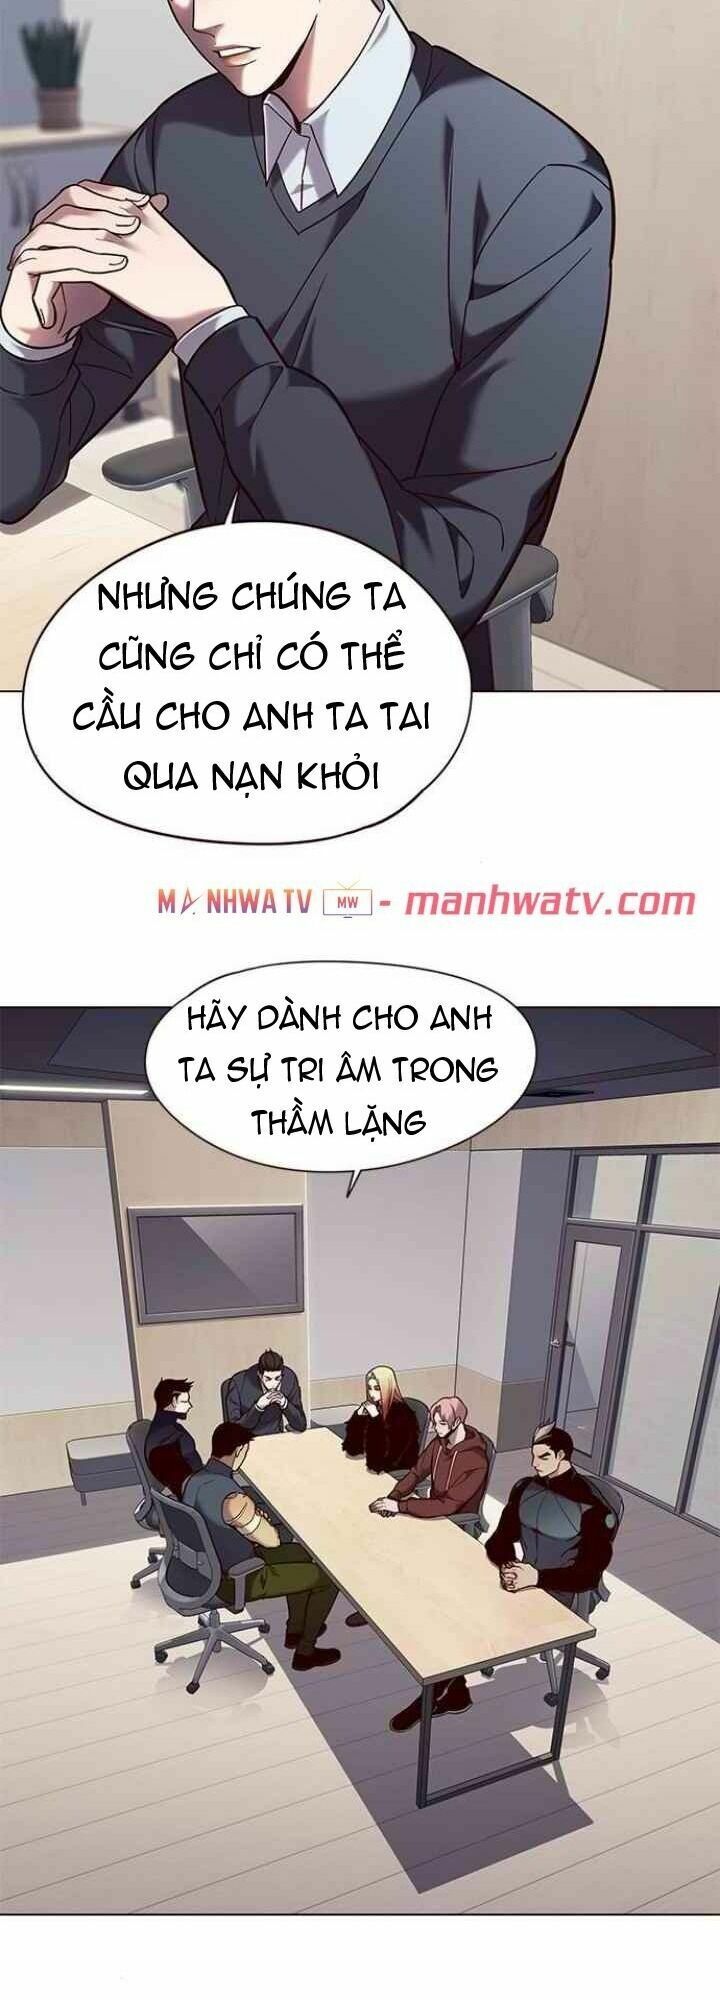 NHƯNG CHÚNG TA
CŨNG CHỈ CÓ THỂ
CẦU CHO ANH TA TAI
QUA NẠN KHỎI
MANHWA TV MW - manhwatv.com
HÃY DÀNH CHO ANH
TA SỰ TRI ÂM TRONG
THẦM LẶNG